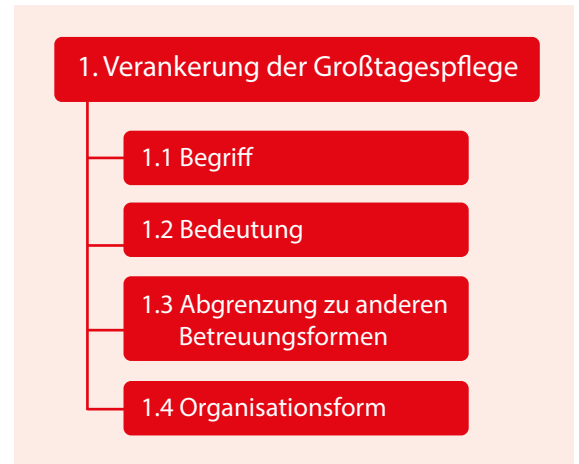 1. Verankerung der Großtagespflege
1.1 Begriff
1.2 Bedeutung
1.3 Abgrenzung zu anderen
Betreuungsformen
1.4 Organisationsform